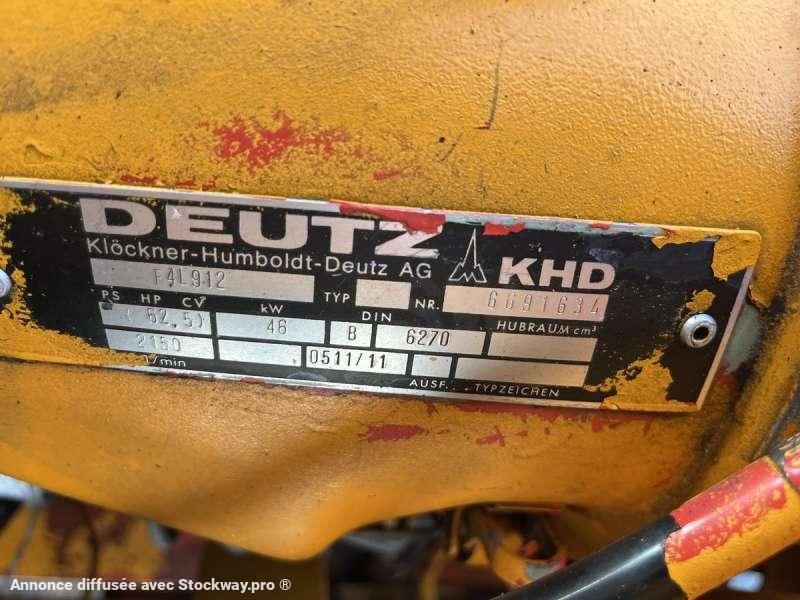 DEUTZ
Klöckner-Humboldt-Deutz AG KHD
F4L912 TYP NR. 6691634
PS HP CV kW DIN HUBRAUM cm³
( 62,5) 46 B 6270
2150 0511/11
1/min AUSF. . . TYPZEICHEN
Annonce diffusée avec Stockway.pro ®